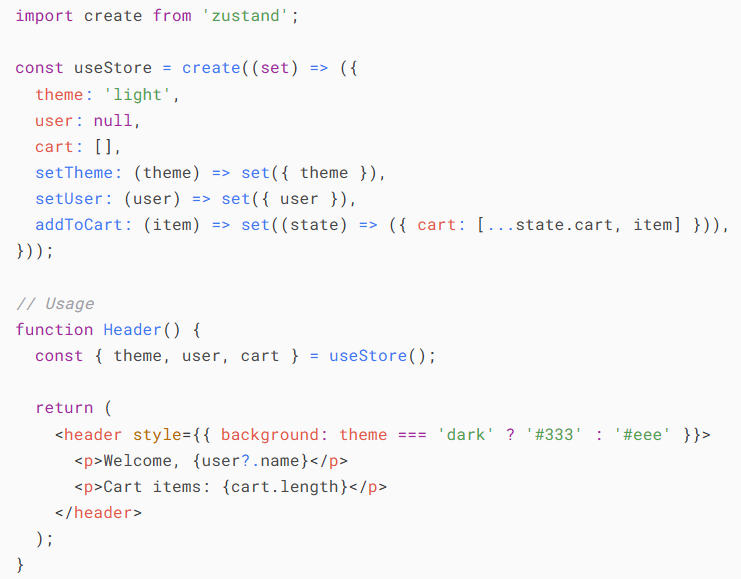 import create from 'zustand';
const useStore = create((set) => ({
  theme: 'light',
  user: null,
  cart: [],
  setTheme: (theme) => set({ theme }),
  setUser: (user) => set({ user }),
  addToCart: (item) => set((state) => ({ cart: [...state.cart, item] })),
}));
// Usage
function Header() {
  const { theme, user, cart } = useStore();
  return (
    <header style={{ background: theme === 'dark' ? '#333' : '#eee' }}>
      <p>Welcome, {user?.name}</p>
      <p>Cart items: {cart.length}</p>
    </header>
  );
}